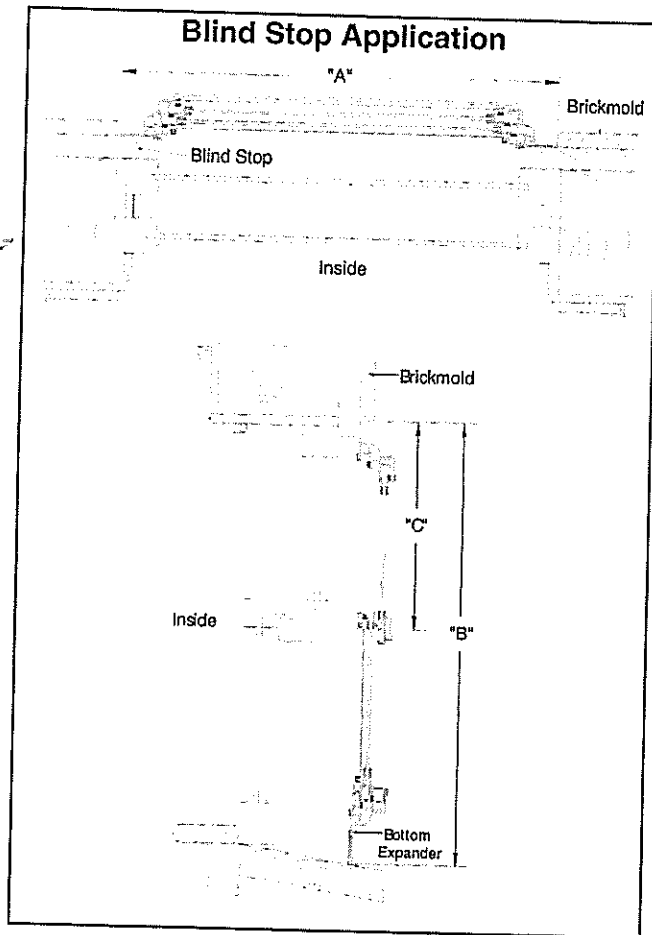 Blind Stop Application
"A"
Brickmold
Blind Stop
Inside
Brickmold
"C"
Inside
"B"
Bottom
Expander